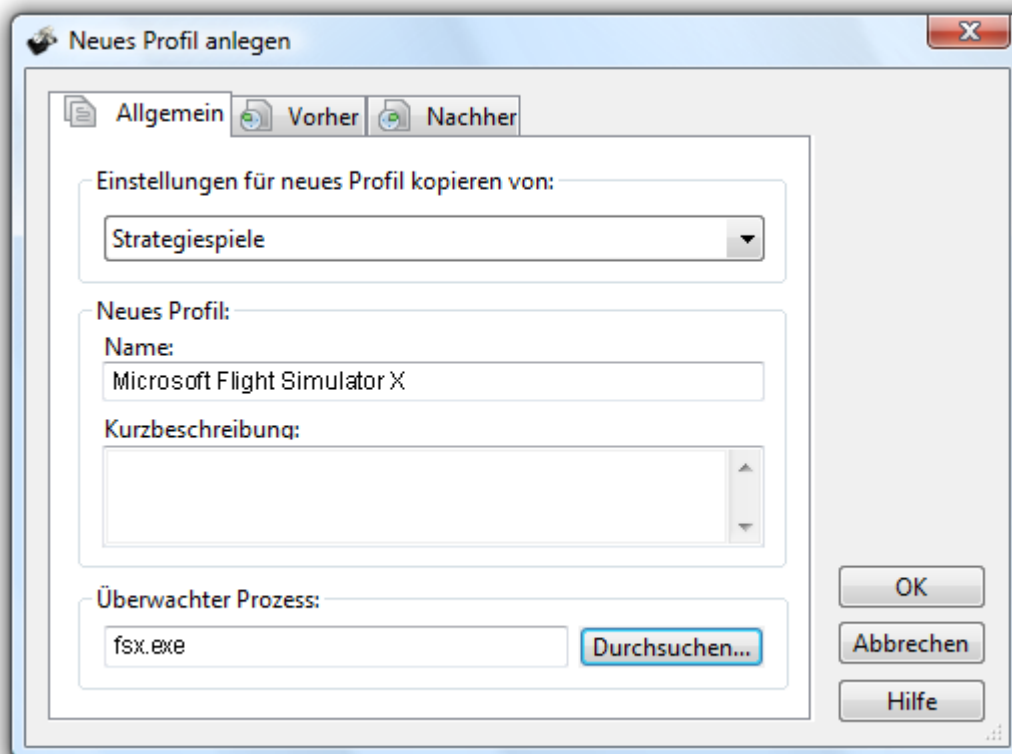 Neues Profil anlegen
Allgemein Vorher Nachher
Einstellungen für neues Profil kopieren von:
Strategiespiele
Neues Profil:
Name:
Microsoft Flight Simulator X
Kurzbeschreibung:
Überwachter Prozess:
fsx.exe Durchsuchen...
OK
Abbrechen
Hilfe